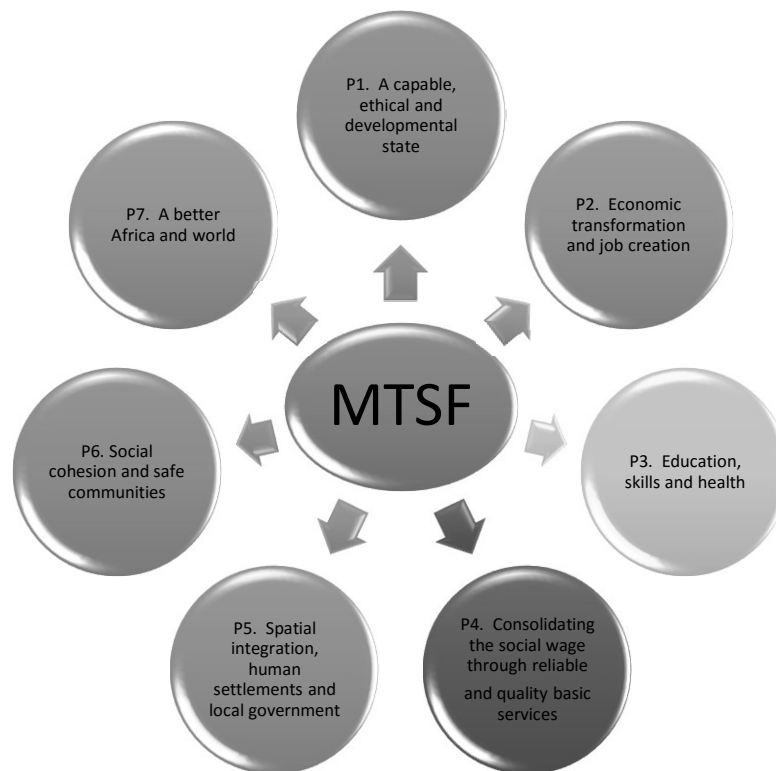 P1. A capable,
ethical and
developmental
state
P2. Economic
transformation
and job creation
P3. Education,
skills and health
P4. Consolidating
the social wage
through reliable
and quality basic
services
P5. Spatial
integration,
human
settlements and
local government
P6. Social
cohesion and safe
communities
P7. A better
Africa and world
MTSF